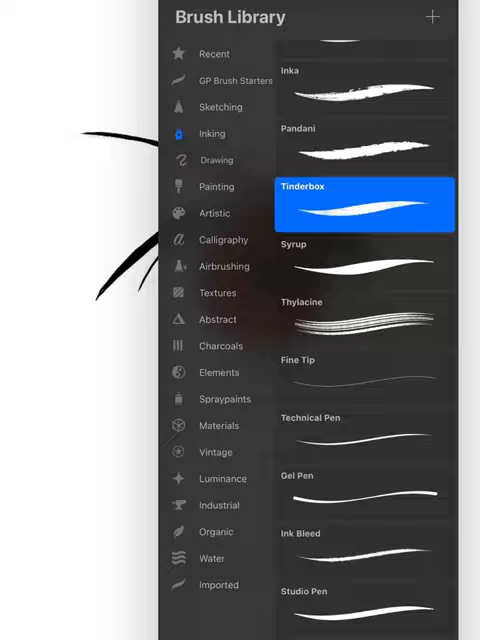 Brush Library
Recent
GP Brush Starters
Sketching
Inking
Drawing
Painting
Artistic
Calligraphy
Airbrushing
Textures
Abstract
Charcoals
Elements
Spraypaints
Materials
Vintage
Luminance
Industrial
Organic
Water
Imported
Inka
Pandani
Tinderbox
Syrup
Thylacine
Fine Tip
Technical Pen
Gel Pen
Ink Bleed
Studio Pen